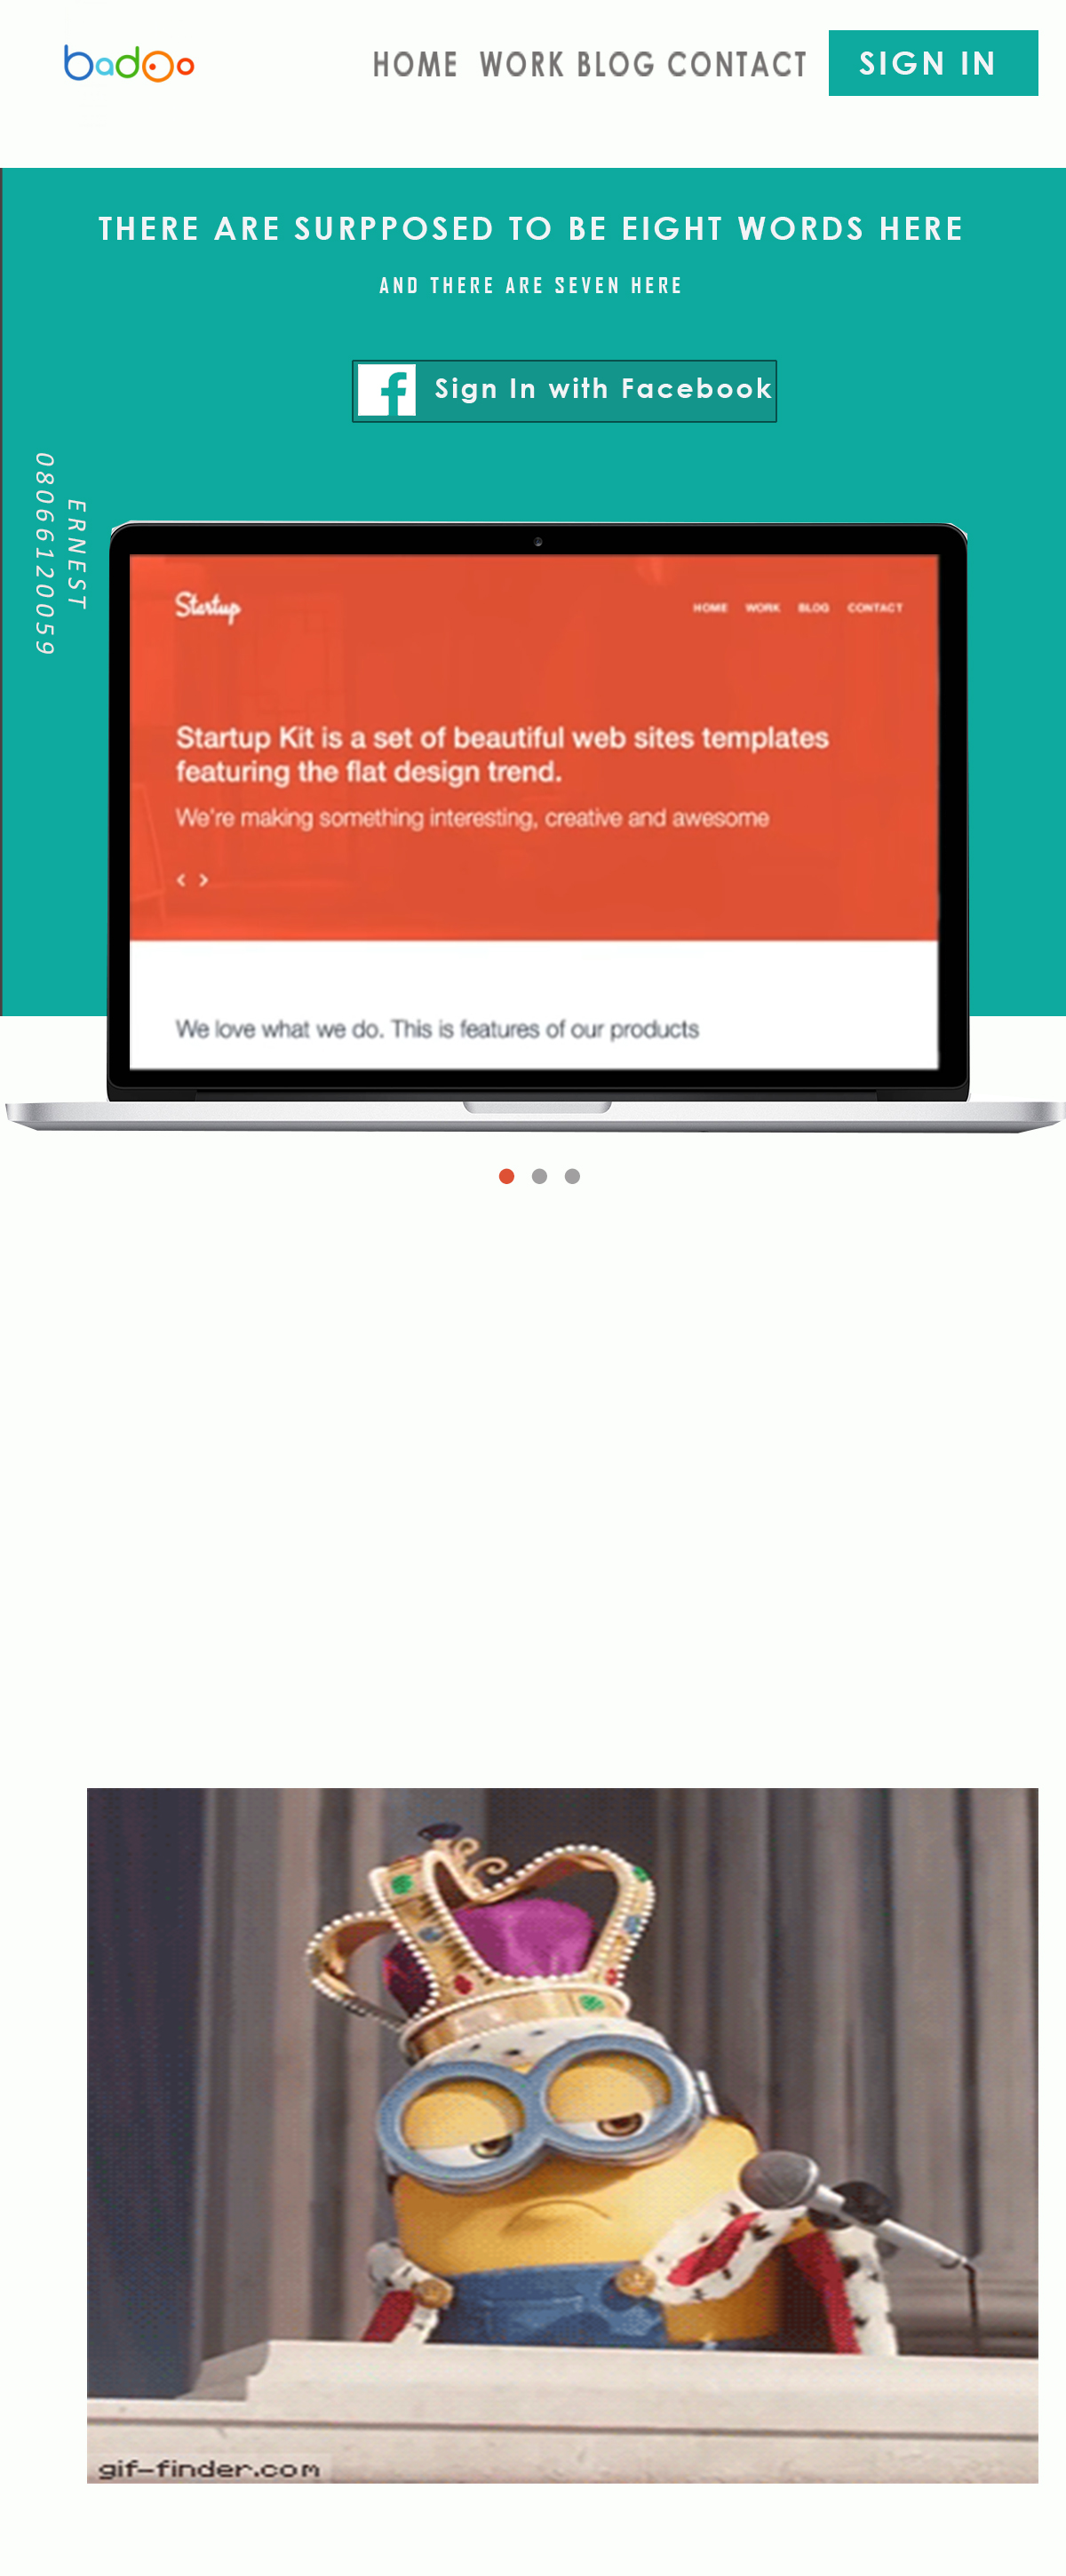 badoo
HOME WORK BLOG CONTACT SIGN IN
THERE ARE SURPPOSED TO BE EIGHT WORDS HERE
AND THERE ARE SEVEN HERE
Sign In with Facebook
ERNEST
08066120059
Startup
HOME WORK BLOG CONTACT
Startup Kit is a set of beautiful web sites templates
featuring the flat design trend.
We're making something interesting, creative and awesome
We love what we do. This is features of our products
gif-finder.com